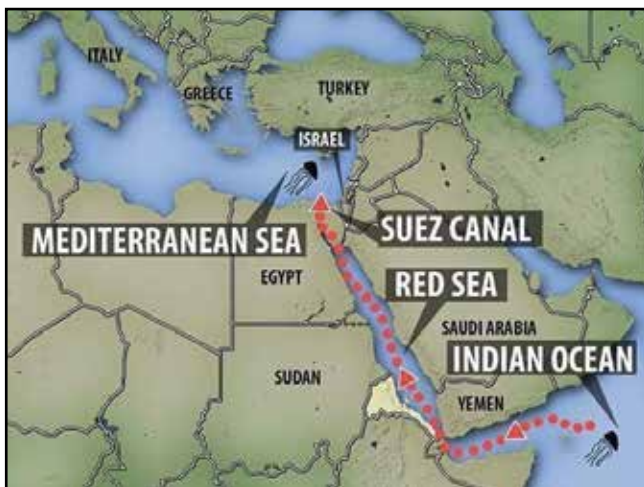 ITALY
GREECE
TURKEY
ISRAEL
MEDITERRANEAN SEA
SUEZ CANAL
EGYPT
RED SEA
SAUDI ARABIA
INDIAN OCEAN
SUDAN
YEMEN